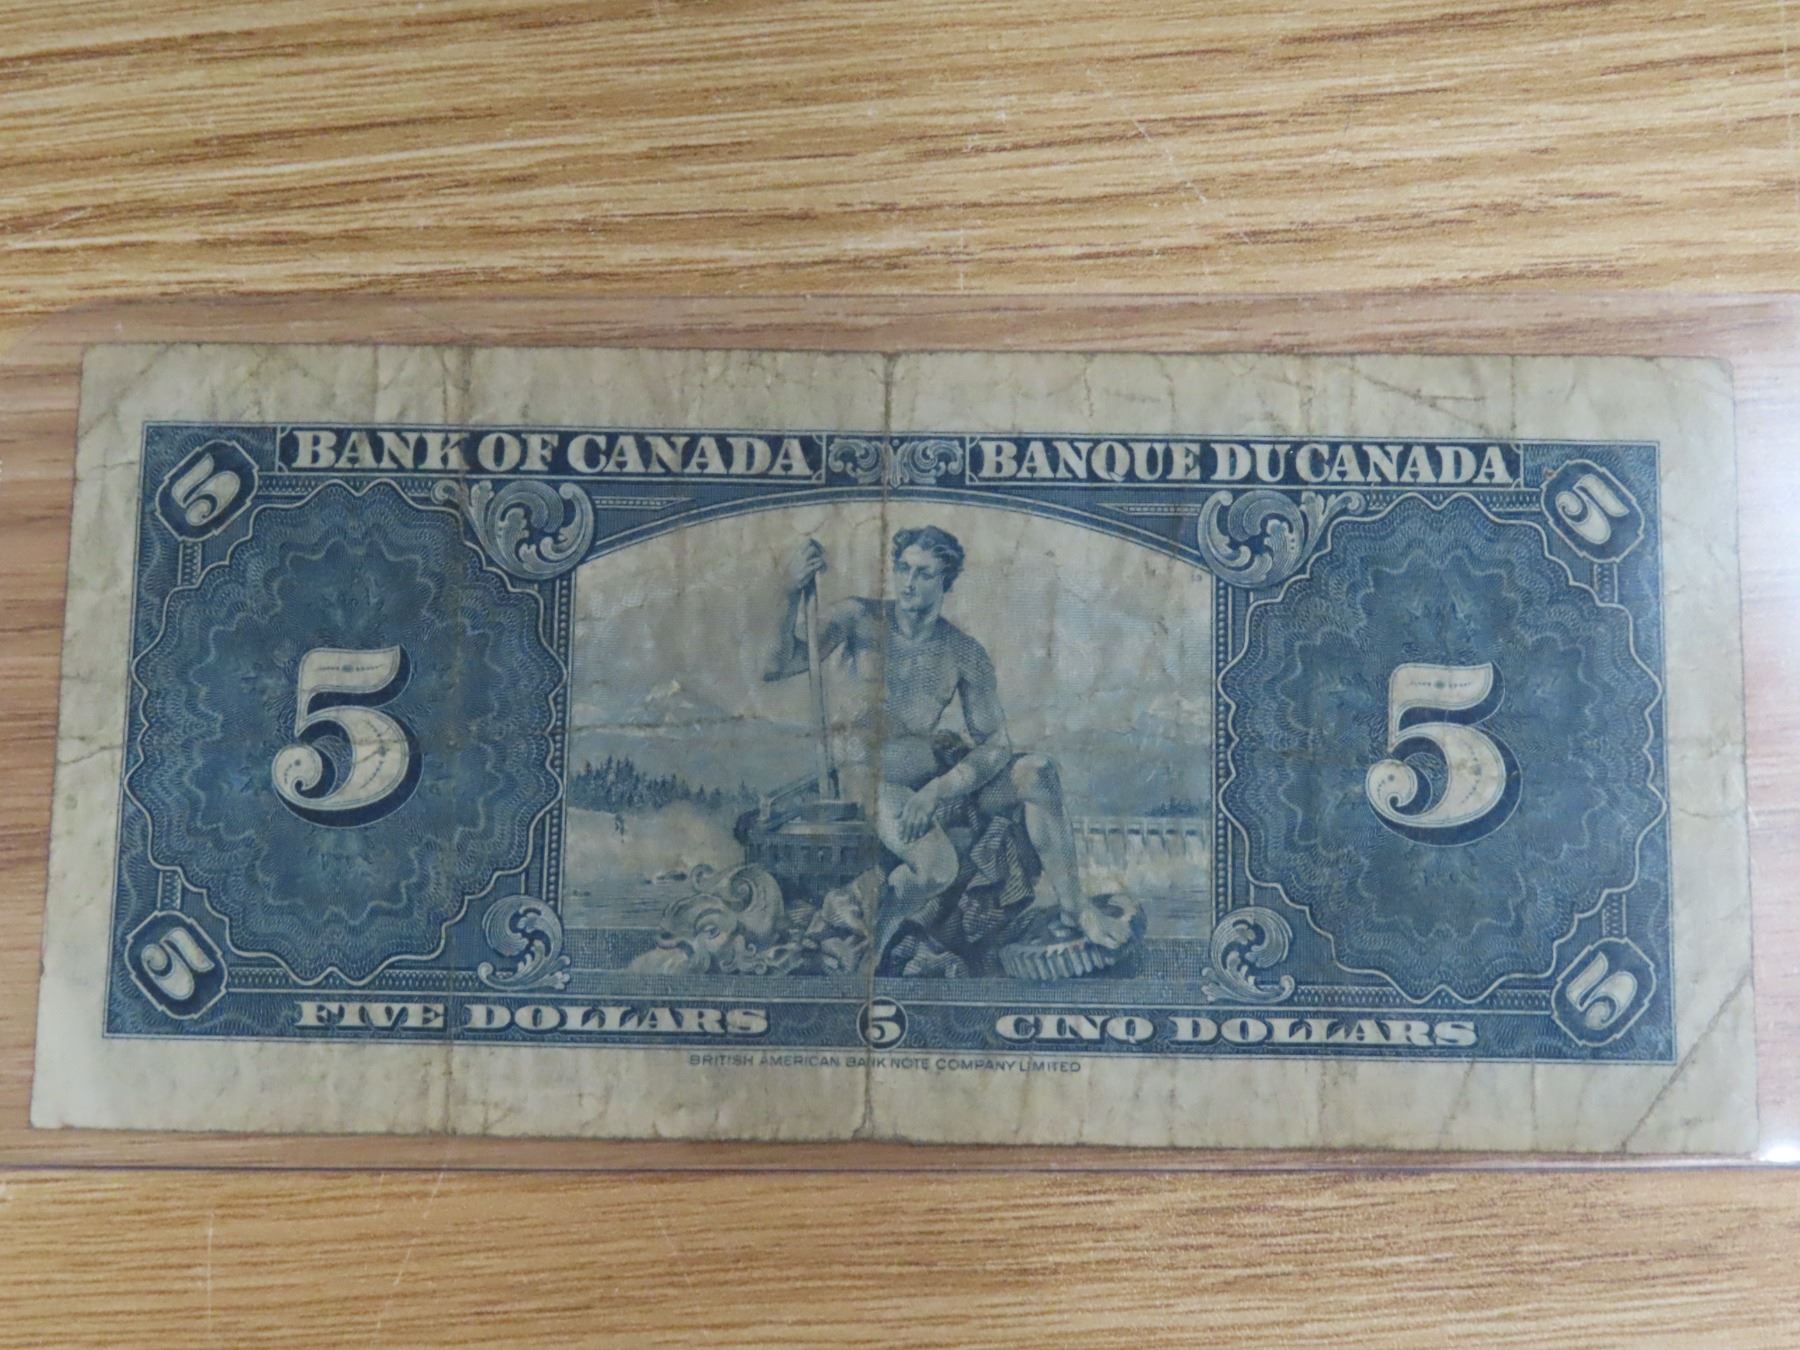 BANK OF CANADA BANQUE DU CANADA
5 5
5 5
5 5
FIVE DOLLARS 5 CINQ DOLLARS
BRITISH AMERICAN BANK NOTE COMPANY LIMITED